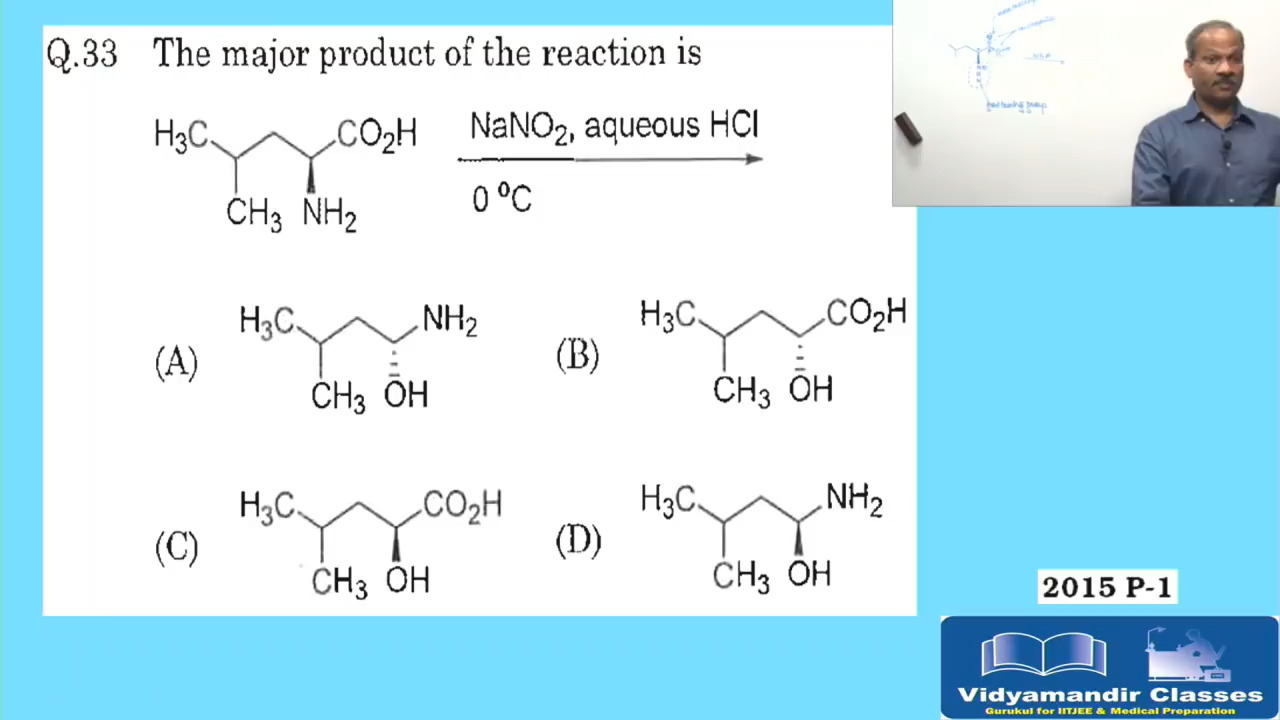 Q.33 The major product of the reaction is
H₃C CO₂H
CH₃ NH₂
NaNO₂, aqueous HCl
0 ⁰C
(A)
H₃C NH₂
CH₃ OH
(B)
H₃C CO₂H
CH₃ OH
(C)
H₃C CO₂H
CH₃ OH
(D)
H₃C NH₂
CH₃ OH
2015 P-1
Vidyamandir Classes
Gurukul for IITJEE & Medical Preparation